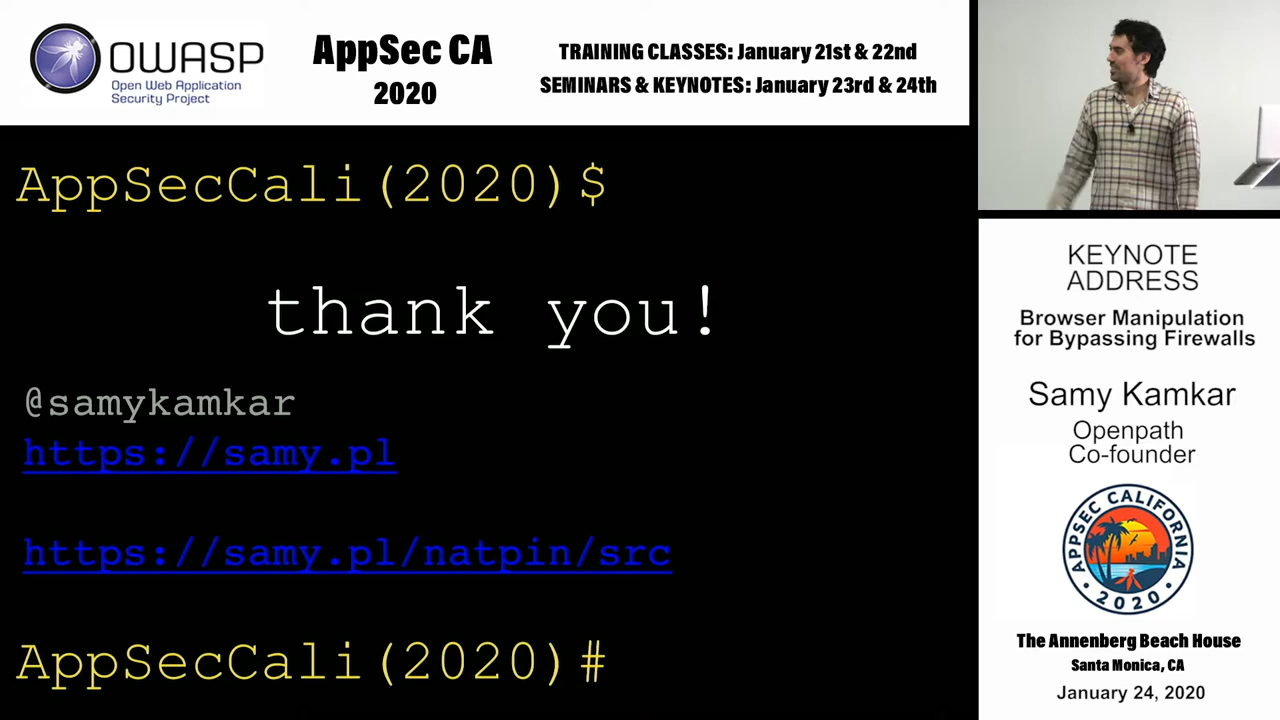 OWASP
Open Web Application
Security Project
AppSec CA
2020
TRAINING CLASSES: January 21st & 22nd
SEMINARS & KEYNOTES: January 23rd & 24th
AppSecCali(2020)$
thank you!
@samykamkar
https://samy.pl
https://samy.pl/natpin/src
AppSecCali(2020)#
KEYNOTE
ADDRESS
Browser Manipulation
for Bypassing Firewalls
Samy Kamkar
Openpath
Co-founder
APPSEC CALIFORNIA
2020
The Annenberg Beach House
Santa Monica, CA
January 24, 2020